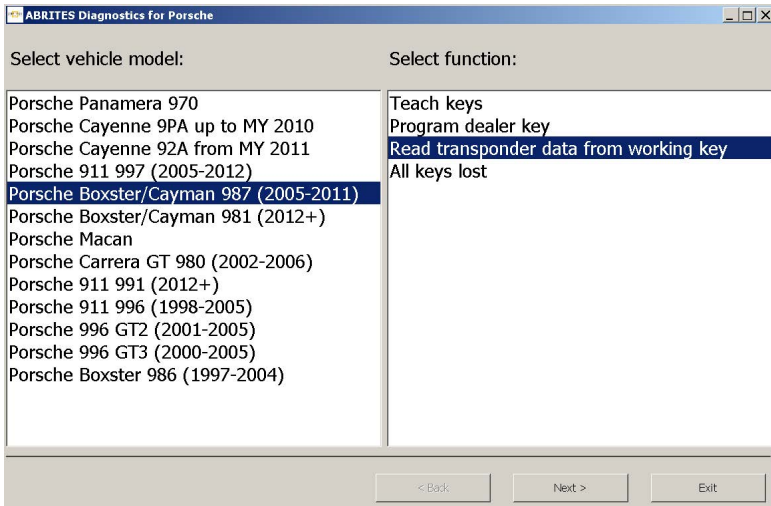 ABRITES Diagnostics for Porsche
Select vehicle model:
Porsche Panamera 970
Porsche Cayenne 9PA up to MY 2010
Porsche Cayenne 92A from MY 2011
Porsche 911 997 (2005-2012)
Porsche Boxster/Cayman 987 (2005-2011)
Porsche Boxster/Cayman 981 (2012+)
Porsche Macan
Porsche Carrera GT 980 (2002-2006)
Porsche 911 991 (2012+)
Porsche 911 996 (1998-2005)
Porsche 996 GT2 (2001-2005)
Porsche 996 GT3 (2000-2005)
Porsche Boxster 986 (1997-2004)
Select function:
Teach keys
Program dealer key
Read transponder data from working key
All keys lost
< Back
Next >
Exit